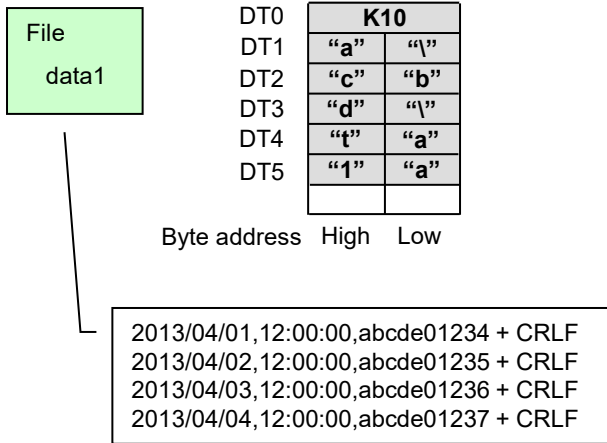 File
data1
DT0 K10
DT1 “a” “\”
DT2 “c” “b”
DT3 “d” “\”
DT4 “t” “a”
DT5 “1” “a”
Byte address High Low
2013/04/01,12:00:00,abcde01234 + CRLF
2013/04/02,12:00:00,abcde01235 + CRLF
2013/04/03,12:00:00,abcde01236 + CRLF
2013/04/04,12:00:00,abcde01237 + CRLF